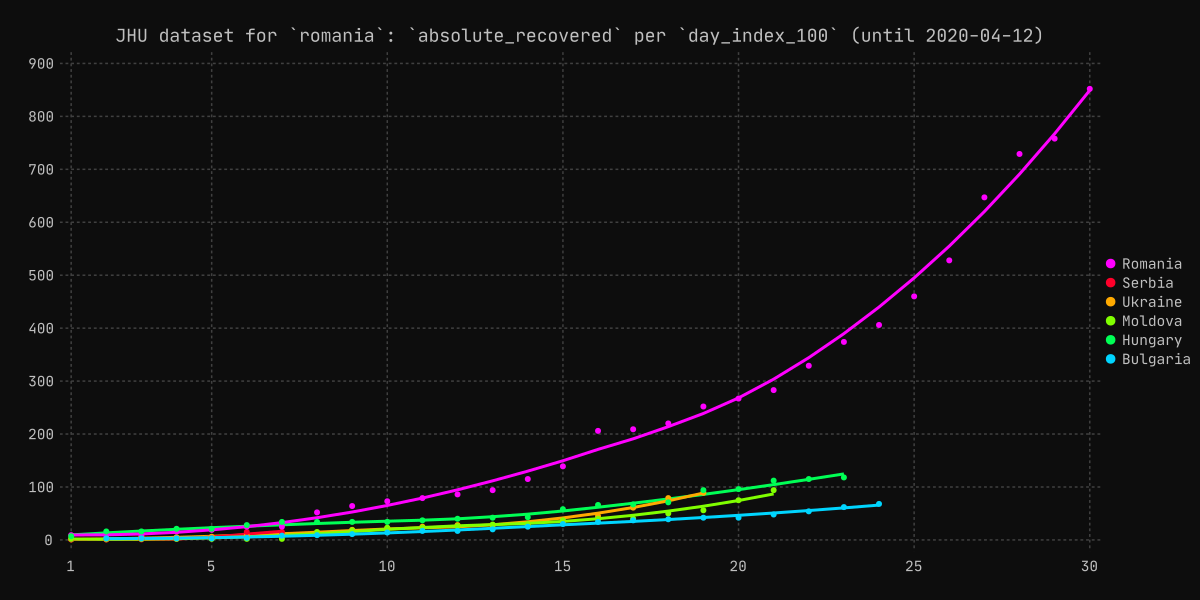 JHU dataset for `romania`: `absolute_recovered` per `day_index_100` (until 2020-04-12)
900
800
700
600
500
400
300
200
100
0
1 5 10 15 20 25 30
Romania
Serbia
Ukraine
Moldova
Hungary
Bulgaria